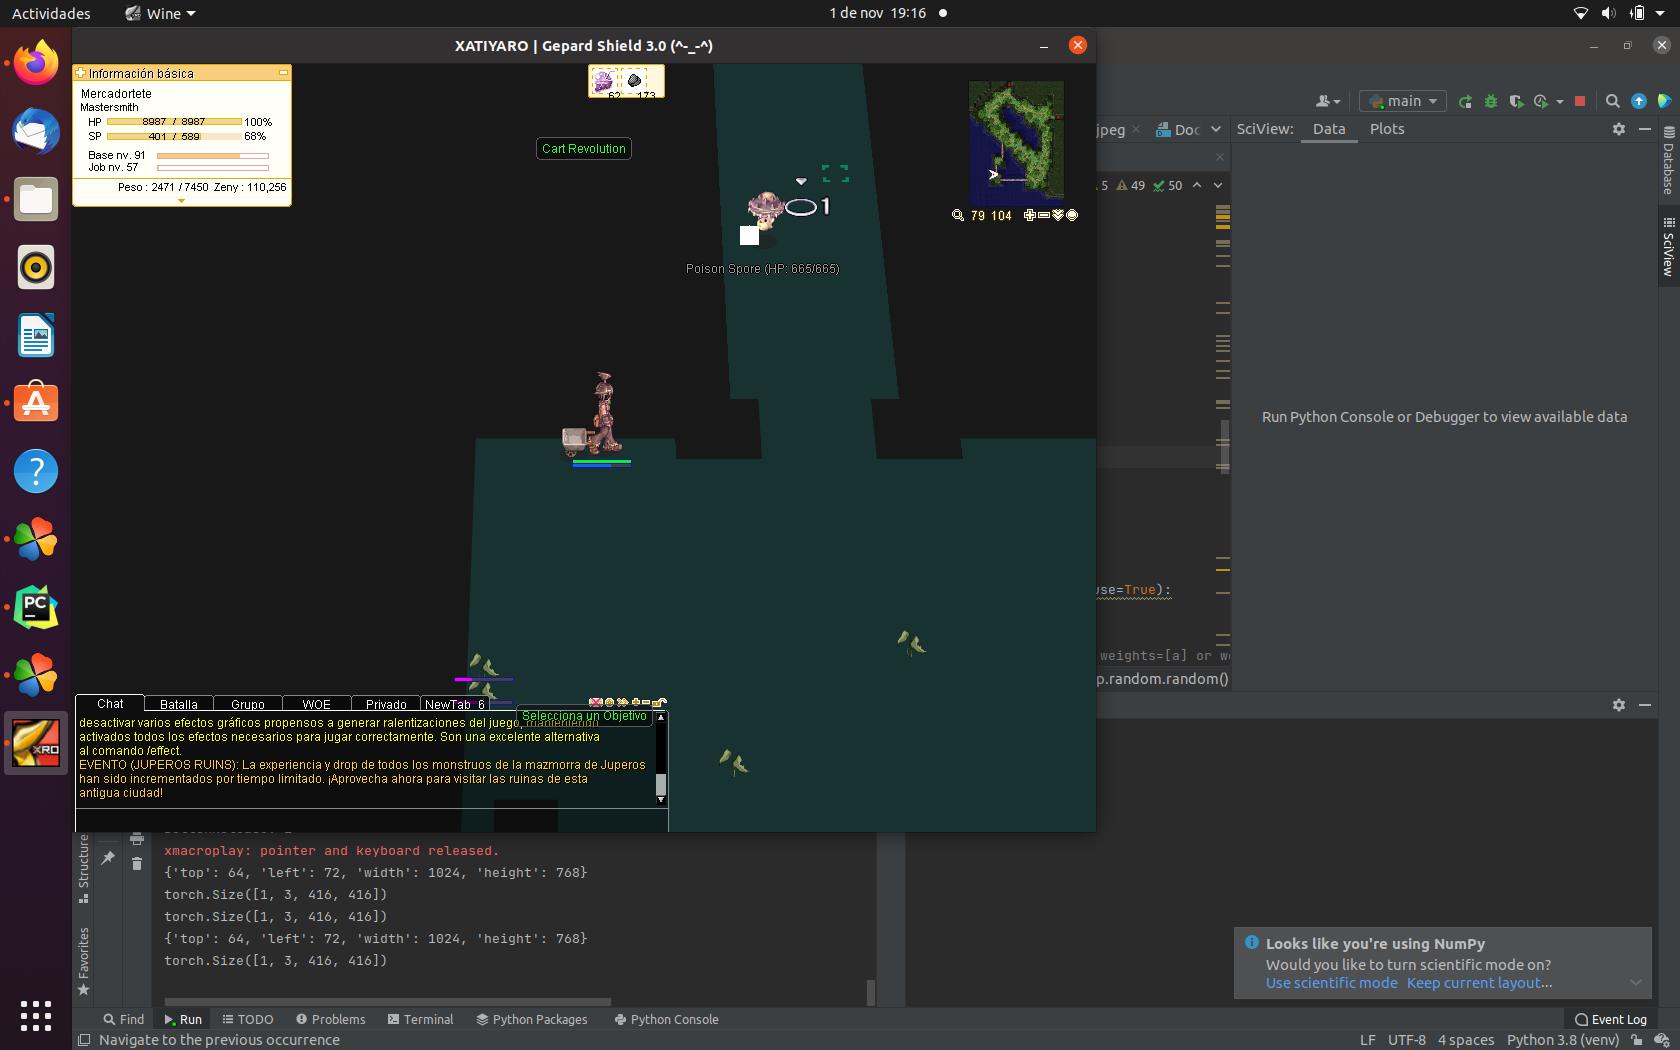 Actividades
Wine
1 de nov 19:16
XATIYARO | Gepard Shield 3.0 (^-_-^)
Información básica
Mercadortete
Mastersmith
HP 8987 / 8987 100%
SP 401 / 589 68%
Base nv. 91
Job nv. 57
Peso : 2471 / 7450 Zeny : 110,256
62 173
Cart Revolution
1
Poison Spore (HP: 665/665)
79 104
main
jpeg
Doc
SciView:
Data
Plots
5 49 50
Database
SciView
Run Python Console or Debugger to view available data
use=True):
weights=[a] or w
p.random.random()
Chat
Batalla
Grupo
WOE
Privado
NewTab_6
Selecciona un Objetivo
desactivar varios efectos gráficos propensos a generar ralentizaciones del juego, manteniendo
activados todos los efectos necesarios para jugar correctamente. Son una excelente alternativa
al comando /effect.
EVENTO (JUPEROS RUINS): La experiencia y drop de todos los monstruos de la mazmorra de Juperos
han sido incrementados por tiempo limitado. ¡Aprovecha ahora para visitar las ruinas de esta
antigua ciudad!
xmacroplay: pointer and keyboard released.
{'top': 64, 'left': 72, 'width': 1024, 'height': 768}
torch.Size([1, 3, 416, 416])
torch.Size([1, 3, 416, 416])
{'top': 64, 'left': 72, 'width': 1024, 'height': 768}
torch.Size([1, 3, 416, 416])
Structure
Favorites
PC
XRO
Looks like you're using NumPy
Would you like to turn scientific mode on?
Use scientific mode Keep current layout...
Find
Run
TODO
Problems
Terminal
Python Packages
Python Console
Event Log
Navigate to the previous occurrence
LF UTF-8 4 spaces Python 3.8 (venv)